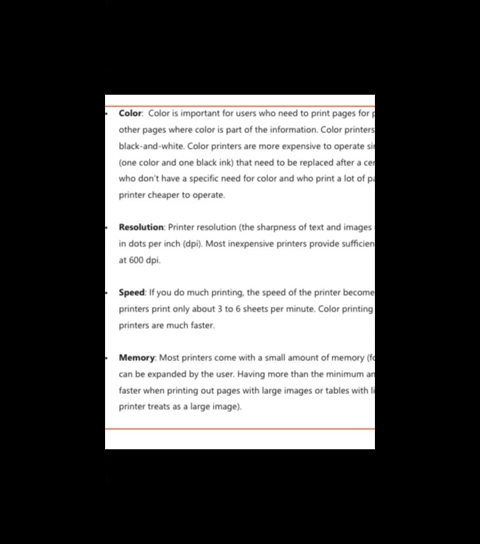 • Color: Color is important for users who need to print pages for
other pages where color is part of the information. Color printers
black-and-white. Color printers are more expensive to operate
(one color and one black ink) that need to be replaced after a
who don't have a specific need for color and who print a lot of
printer cheaper to operate.
• Resolution: Printer resolution (the sharpness of text and images
in dots per inch (dpi). Most inexpensive printers provide
at 600 dpi.
• Speed: If you do much printing, the speed of the printer
printers print only about 3 to 6 sheets per minute. Color printing
printers are much faster.
• Memory: Most printers come with a small amount of memory
can be expanded by the user. Having more than the minimum
faster when printing out pages with large images or tables with
printer treats as a large image).